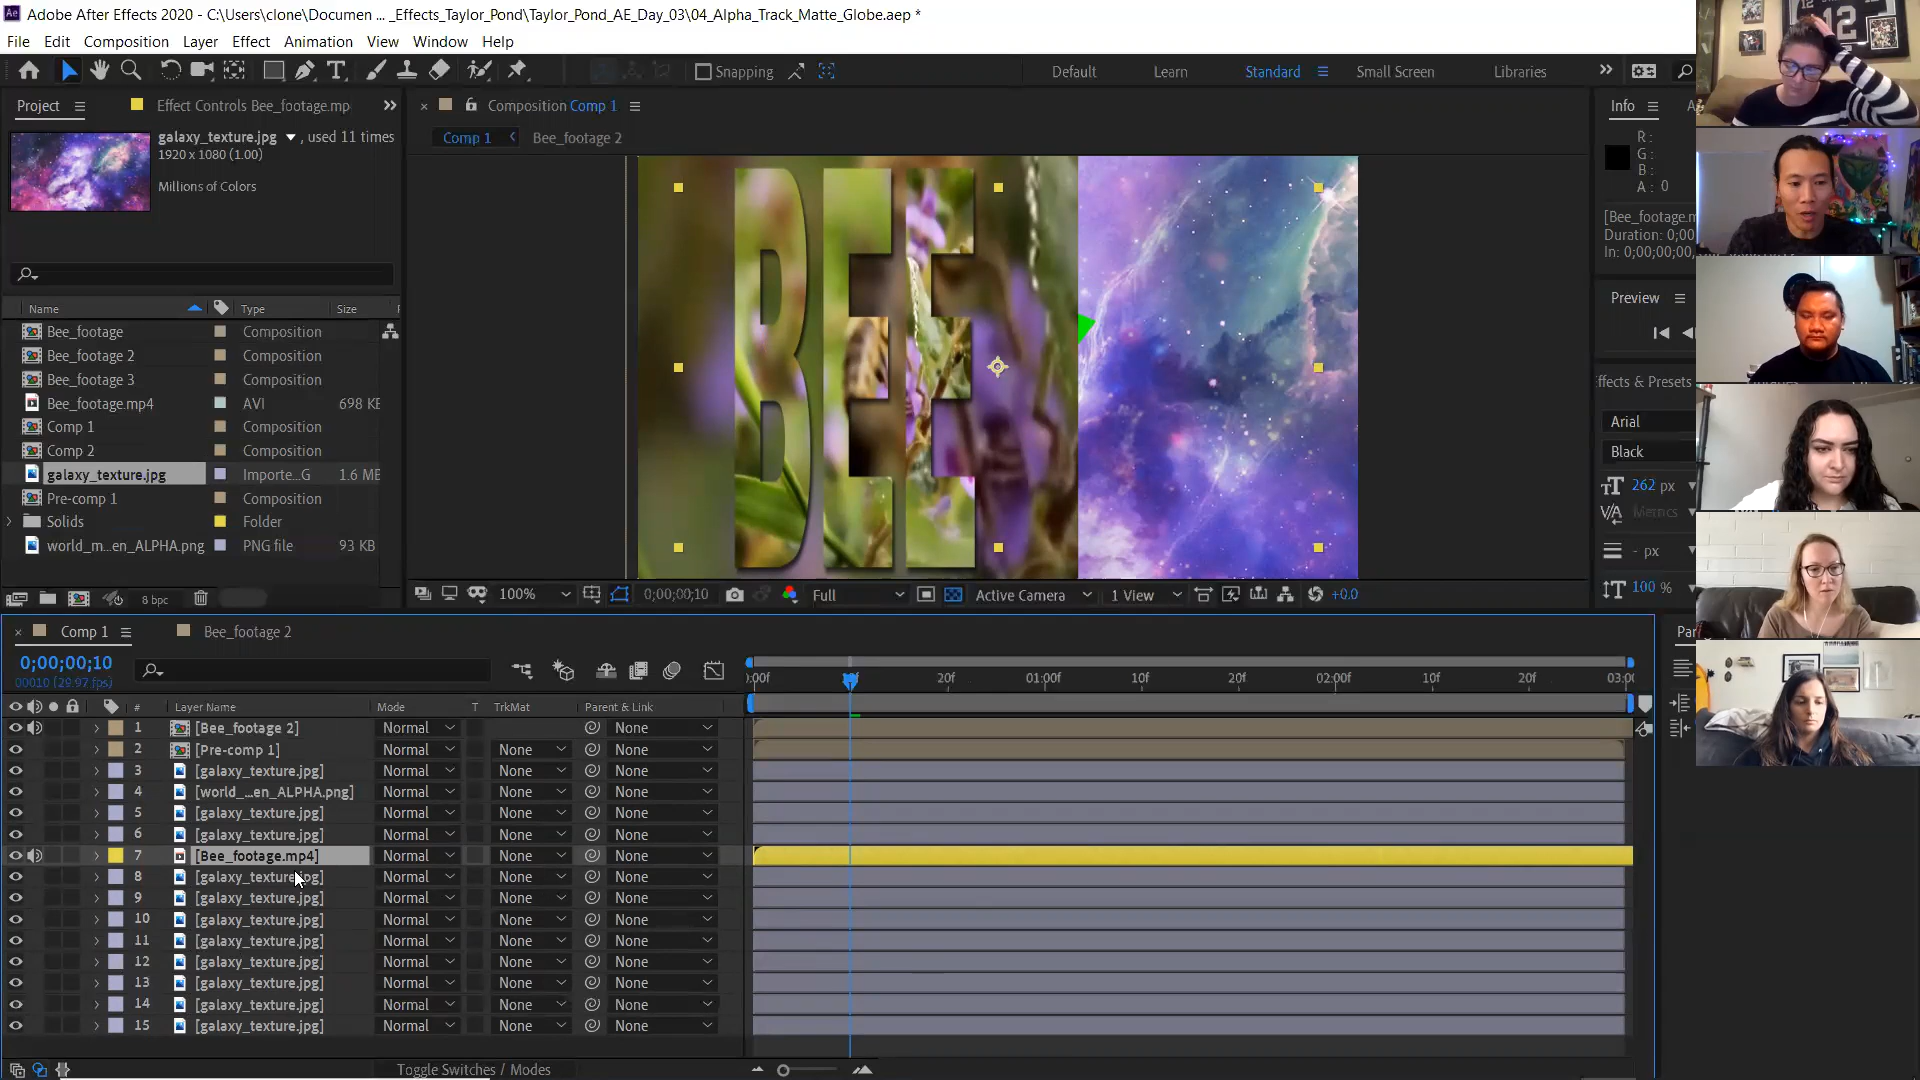 Ae Adobe After Effects 2020 - C:\Users\clone\Documen ... _Effects_Taylor_Pond\Taylor_Pond_AE_Day_03\04_Alpha_Track_Matte_Globe.aep *
File Edit Composition Layer Effect Animation View Window Help
Snapping Default Learn Standard Small Screen Libraries
Project Effect Controls Bee_footage.mp
galaxy_texture.jpg , used 11 times
1920 x 1080 (1.00)
Millions of Colors
Name Type Size
Bee_footage Composition
Bee_footage 2 Composition
Bee_footage 3 Composition
Bee_footage.mp4 AVI 698 KE
Comp 1 Composition
Comp 2 Composition
galaxy_texture.jpg Importe...G 1.6 ME
Pre-comp 1 Composition
Solids Folder
world_m...en_ALPHA.png PNG file 93 KB
8 bpc
Composition Comp 1
Comp 1 Bee_footage 2
BEE
100% 0;00;00;10 Full Active Camera 1 View +0.0
Info
R :
G :
B :
A : 0
[Bee_footage.m
Duration: 0;00
In: 0;00;00;00,
Preview
ffects & Presets
Arial
Black
262 px
Metrics
- px
100 %
12 12
12
Comp 1 Bee_footage 2
0;00;00;10
00010 (29.97 fps)
:00f 20f 01:00f 10f 20f 02:00f 10f 20f 03:00
# Layer Name Mode T TrkMat Parent & Link
1 [Bee_footage 2] Normal None
2 [Pre-comp 1] Normal None None
3 [galaxy_texture.jpg] Normal None None
4 [world_...en_ALPHA.png] Normal None None
5 [galaxy_texture.jpg] Normal None None
6 [galaxy_texture.jpg] Normal None None
7 [Bee_footage.mp4] Normal None None
8 [galaxy_texture.jpg] Normal None None
9 [galaxy_texture.jpg] Normal None None
10 [galaxy_texture.jpg] Normal None None
11 [galaxy_texture.jpg] Normal None None
12 [galaxy_texture.jpg] Normal None None
13 [galaxy_texture.jpg] Normal None None
14 [galaxy_texture.jpg] Normal None None
15 [galaxy_texture.jpg] Normal None None
Toggle Switches / Modes
Par